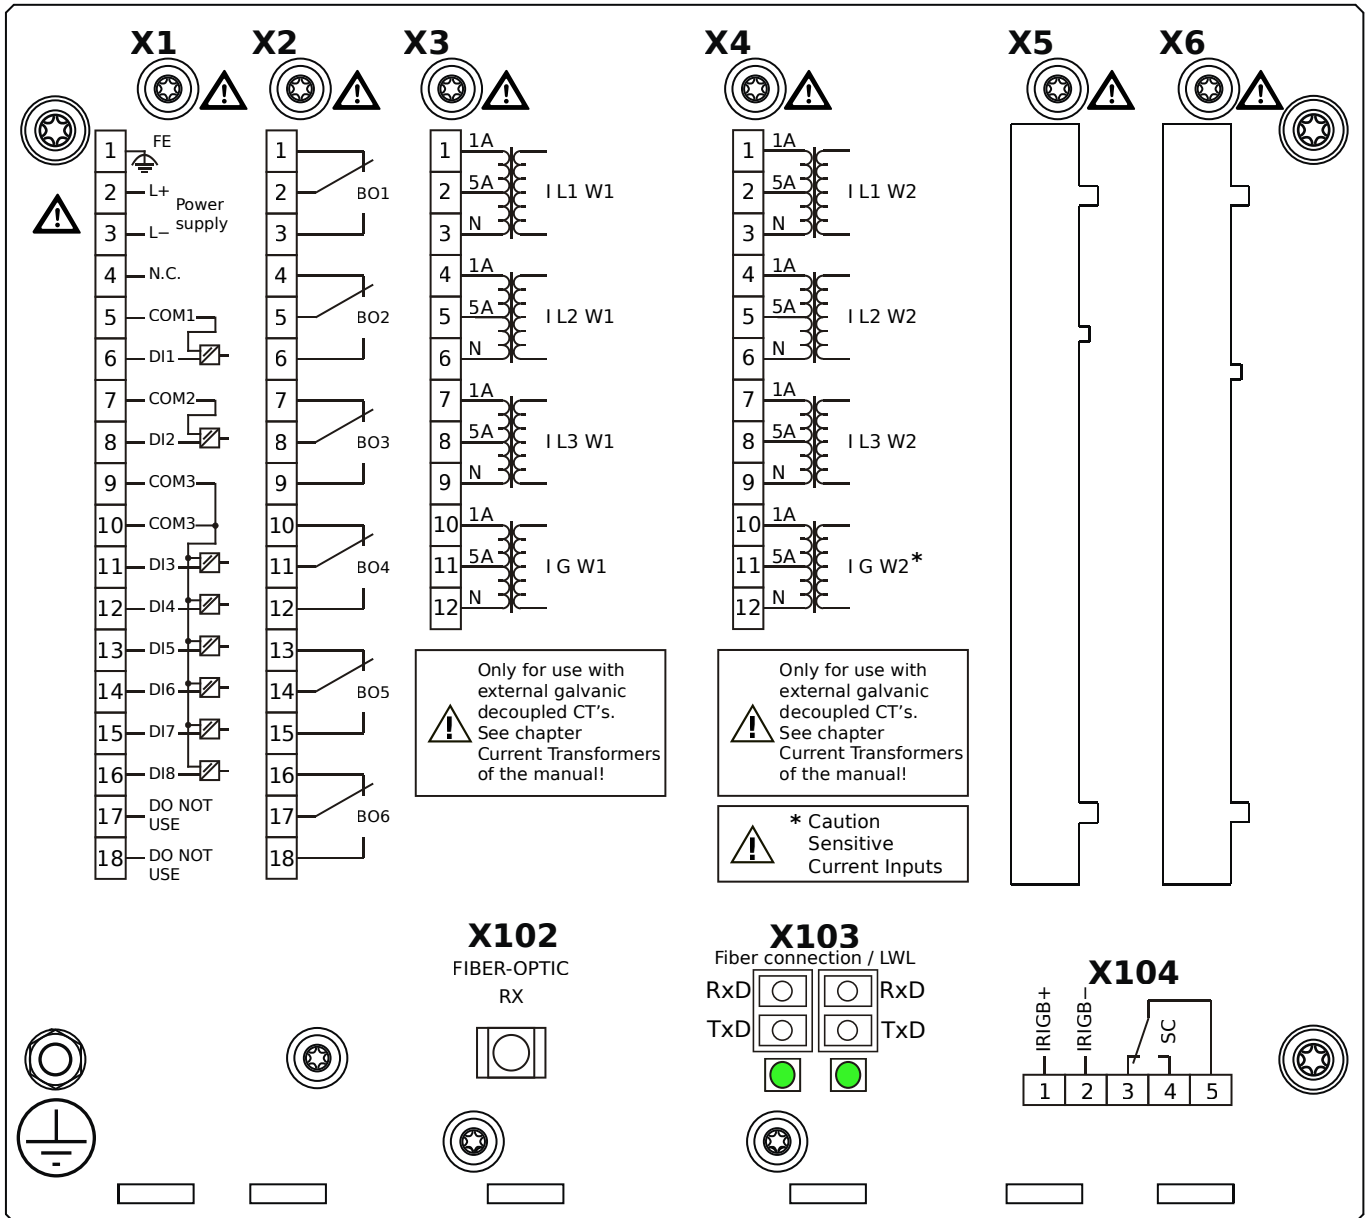 X1 X2 X3 X4 X5 X6
1 FE
2 L+
Power
supply
3 L−
4 N.C.
5 COM1
6 DI1
7 COM2
8 DI2
9 COM3
10 COM3
11 DI3
12 DI4
13 DI5
14 DI6
15 DI7
16 DI8
17 DO NOT
USE
18 DO NOT
USE
1
2 BO1
3
4
5 BO2
6
7
8 BO3
9
10
11 BO4
12
13
14 BO5
15
16
17 BO6
18
1 1A
2 5A I L1 W1
3 N
4 1A
5 5A I L2 W1
6 N
7 1A
8 5A I L3 W1
9 N
10 1A
11 5A I G W1
12 N
Only for use with
external galvanic
decoupled CT's.
See chapter
Current Transformers
of the manual!
1 1A
2 5A I L1 W2
3 N
4 1A
5 5A I L2 W2
6 N
7 1A
8 5A I L3 W2
9 N
10 1A
11 5A I G W2*
12 N
Only for use with
external galvanic
decoupled CT's.
See chapter
Current Transformers
of the manual!
* Caution
Sensitive
Current Inputs
X102
FIBER-OPTIC
RX
X103
Fiber connection / LWL
RxD RxD
TxD TxD
X104
IRIGB+
IRIGB−
SC
1 2 3 4 5